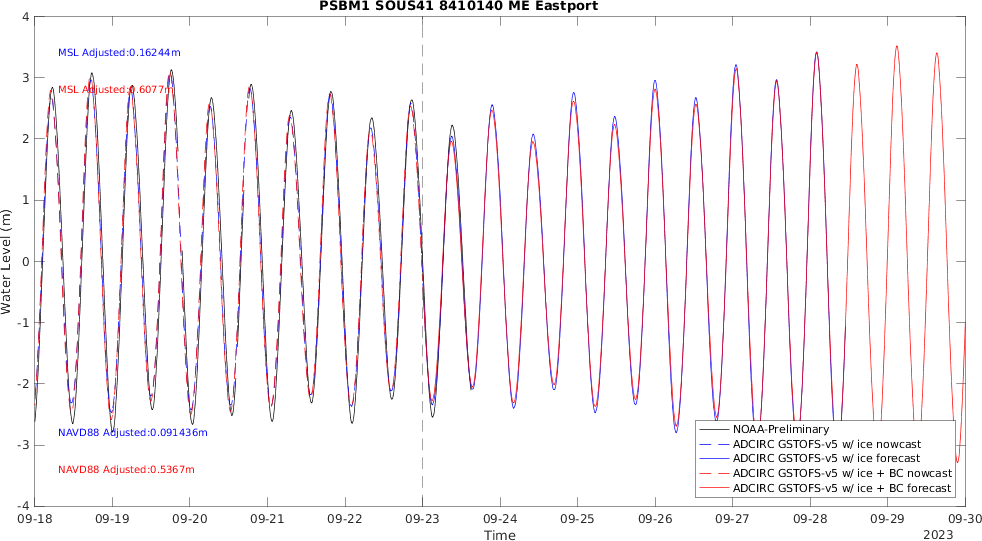 PSBM1 SOUS41 8410140 ME Eastport
4
MSL Adjusted:0.16244m
3
MSL Adjusted:0.6077m
2
1
0
Water Level (m)
-1
-2
NAVD88 Adjusted:0.091436m
-3
NAVD88 Adjusted:0.5367m
-4
NOAA-Preliminary
ADCIRC GSTOFS-v5 w/ ice nowcast
ADCIRC GSTOFS-v5 w/ ice forecast
ADCIRC GSTOFS-v5 w/ ice + BC nowcast
ADCIRC GSTOFS-v5 w/ ice + BC forecast
09-18 09-19 09-20 09-21 09-22 09-23 09-24 09-25 09-26 09-27 09-28 09-29 09-30
Time
2023